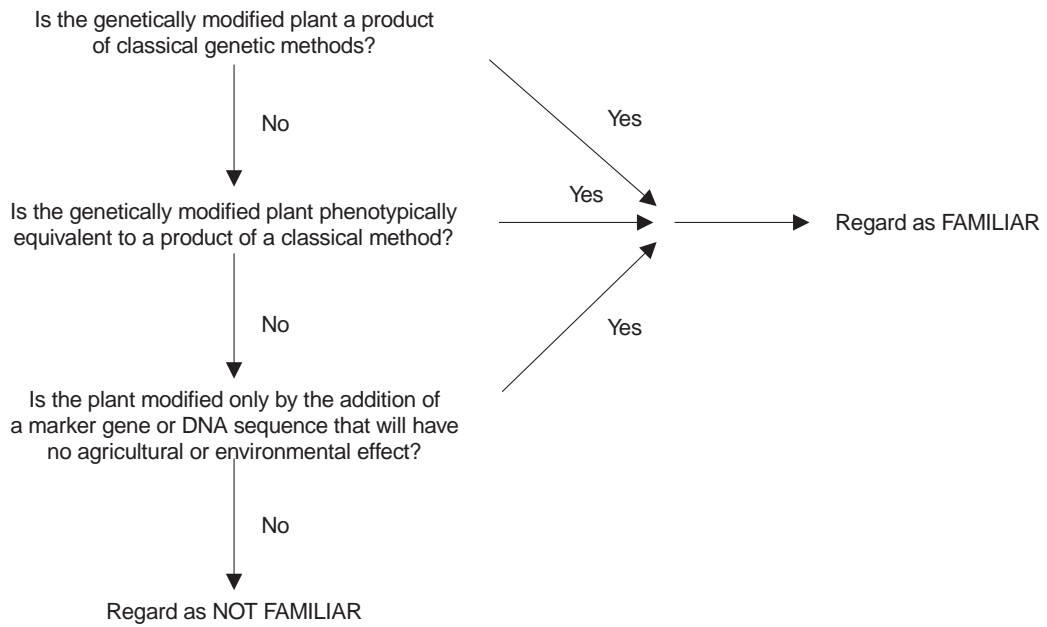 Is the genetically modified plant a product
of classical genetic methods?
No
Yes
Is the genetically modified plant phenotypically
equivalent to a product of a classical method?
Yes
Regard as FAMILIAR
No
Yes
Is the plant modified only by the addition of
a marker gene or DNA sequence that will have
no agricultural or environmental effect?
No
Regard as NOT FAMILIAR